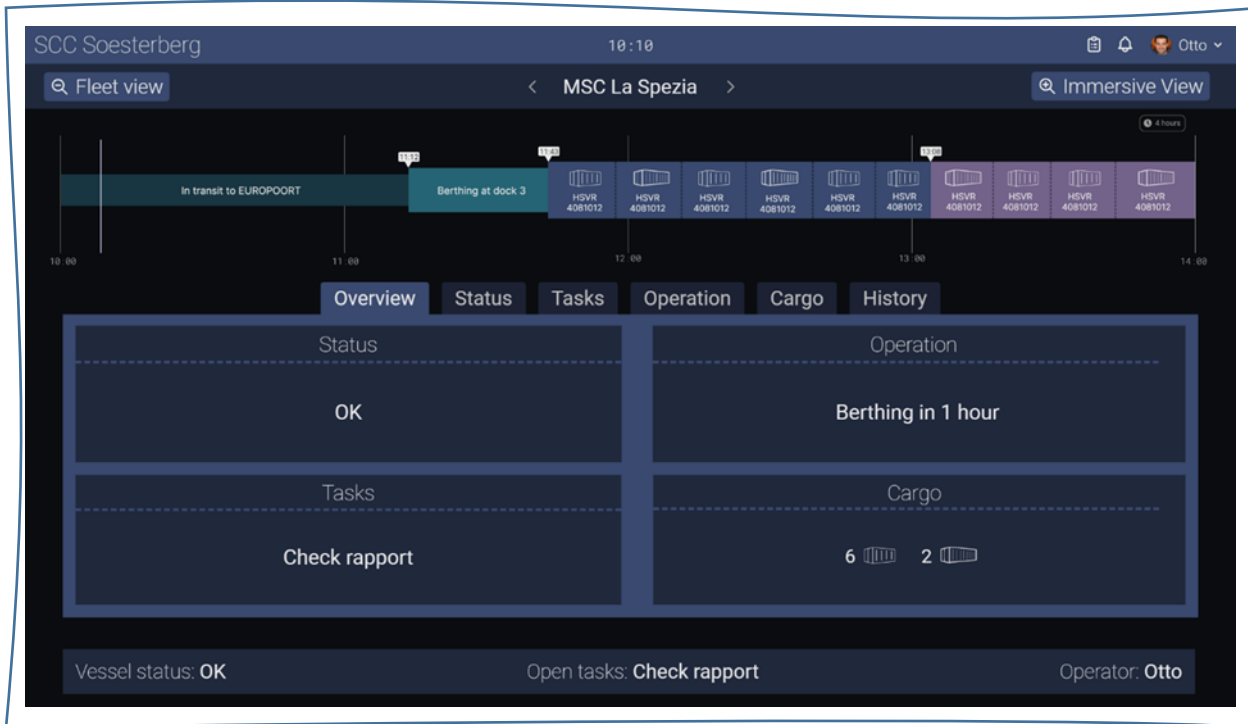 SCC Soesterberg 10:10 Otto
Fleet view < MSC La Spezia > Immersive View
4 hours
11:12 11:43 13:08
In transit to EUROPOORT Berthing at dock 3 HSVR HSVR HSVR HSVR HSVR HSVR HSVR HSVR HSVR HSVR
4081012 4081012 4081012 4081012 4081012 4081012 4081012 4081012 4081012 4081012
10:00 11:00 12:00 13:00 14:00
Overview Status Tasks Operation Cargo History
Status Operation
OK Berthing in 1 hour
Tasks Cargo
Check rapport 6 2
Vessel status: OK Open tasks: Check rapport Operator: Otto